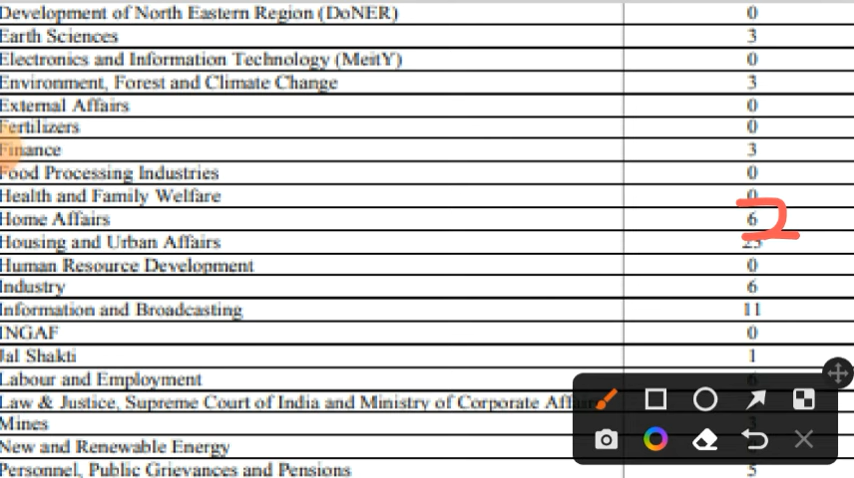 Development of North Eastern Region (DoNER) 0
Earth Sciences 3
Electronics and Information Technology (MeitY) 0
Environment, Forest and Climate Change 3
External Affairs 0
Fertilizers 0
Finance 3
Food Processing Industries 0
Health and Family Welfare 0
Home Affairs 6
Housing and Urban Affairs
Human Resource Development 0
Industry 6
Information and Broadcasting 11
INGAF 0
Jal Shakti 1
Labour and Employment
Law & Justice, Supreme Court of India and Ministry of Corporate Affairs
Mines
New and Renewable Energy
Personnel, Public Grievances and Pensions 5